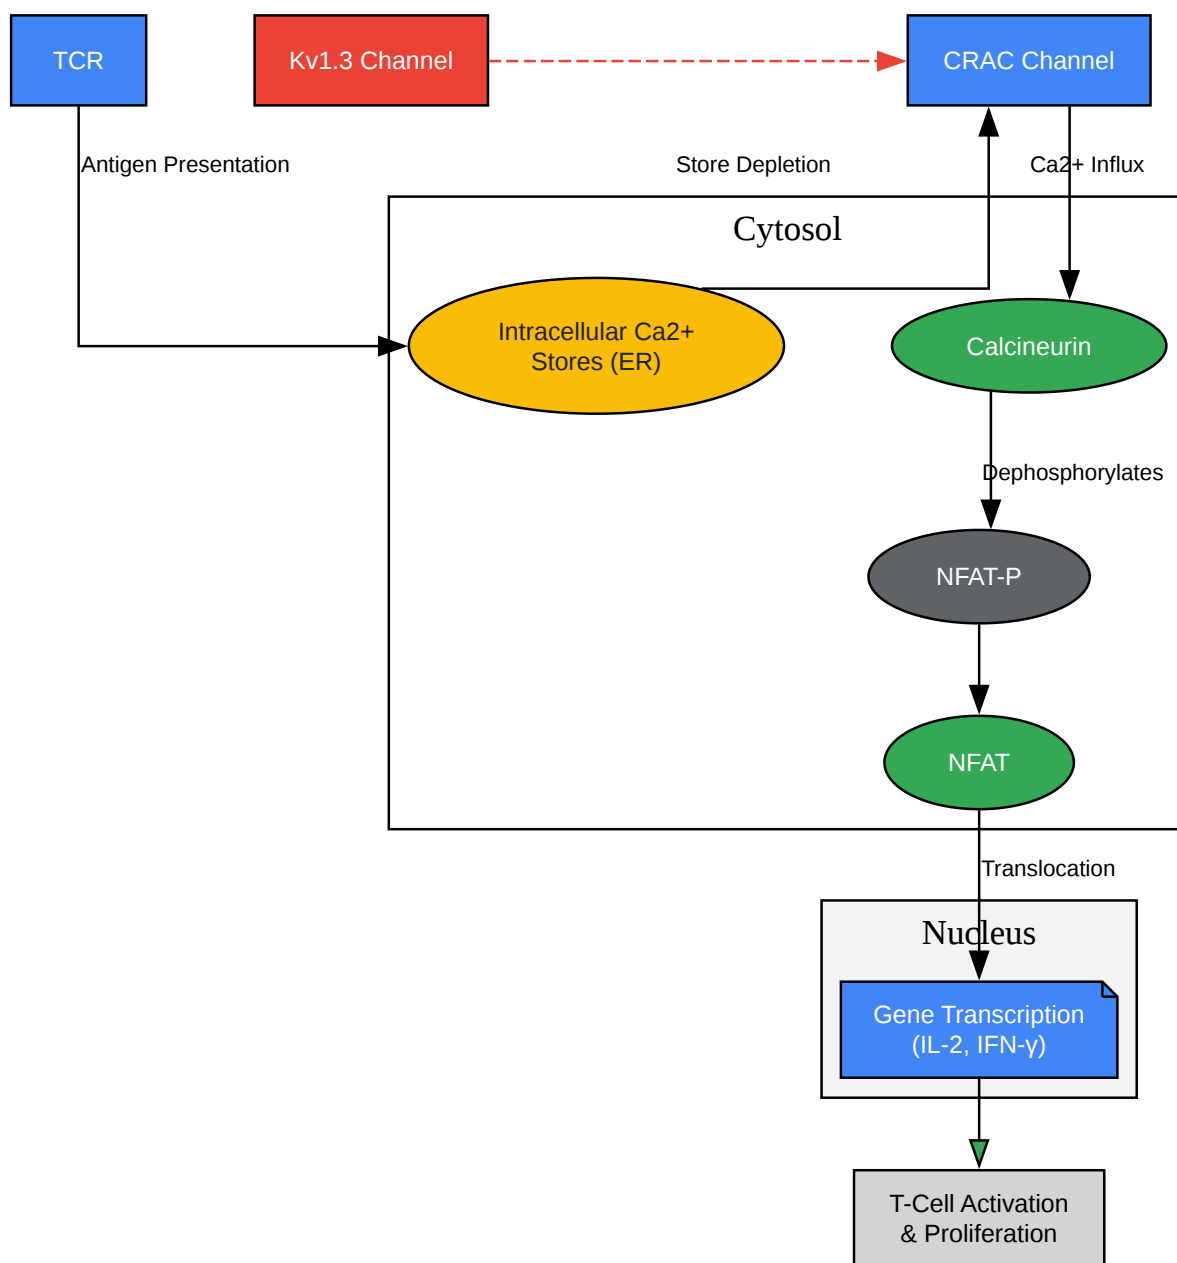 TCR
Kv1.3 Channel
CRAC Channel
Antigen Presentation
Store Depletion
Ca2+ Influx
Cytosol
Intracellular Ca2+
Stores (ER)
Calcineurin
Dephosphorylates
NFAT-P
NFAT
Translocation
Nucleus
Gene Transcription
(IL-2, IFN-γ)
T-Cell Activation
& Proliferation